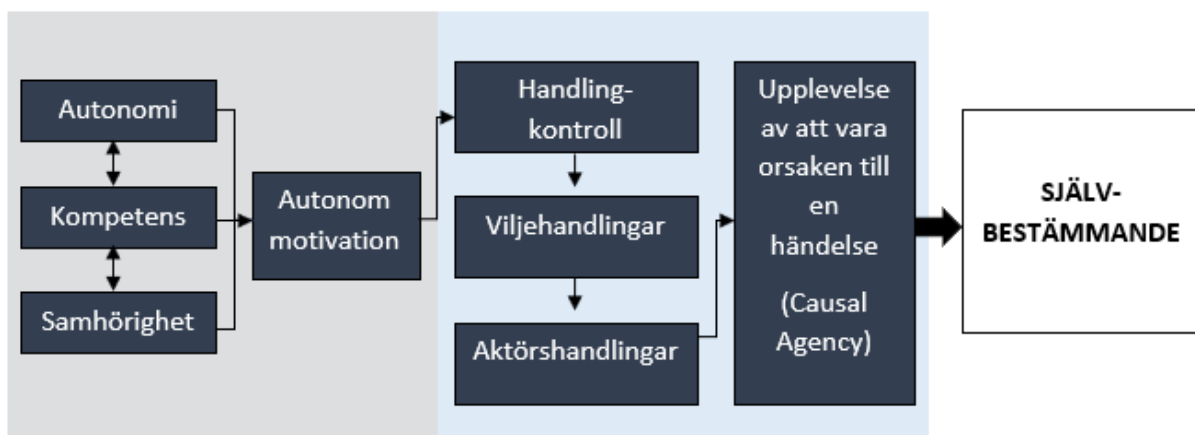 Autonomi
Kompetens
Samhörighet
Autonom
motivation
Handling-
kontroll
Viljehandlingar
Aktörshandlingar
Upplevelse
av att vara
orsaken till
en
händelse
(Causal
Agency)
SJÄLV-
BESTÄMMANDE